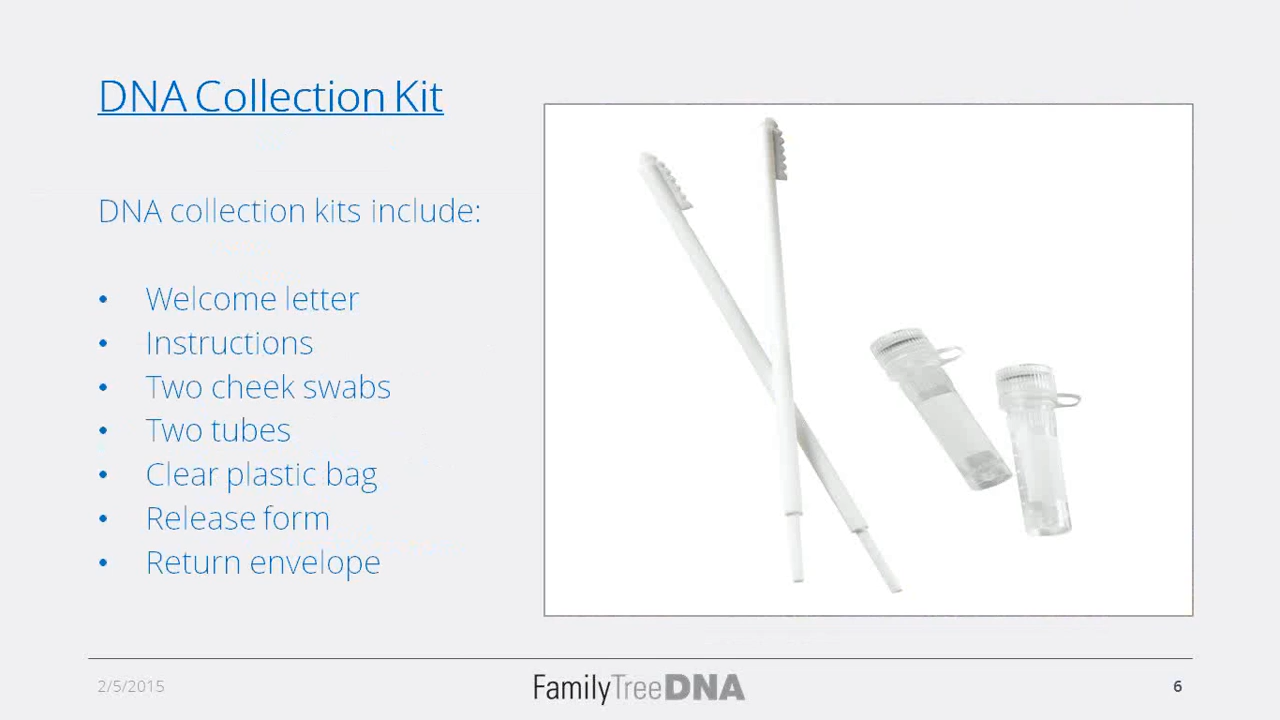 DNA Collection Kit
DNA collection kits include:
• Welcome letter
• Instructions
• Two cheek swabs
• Two tubes
• Clear plastic bag
• Release form
• Return envelope
2/5/2015
FamilyTreeDNA
6